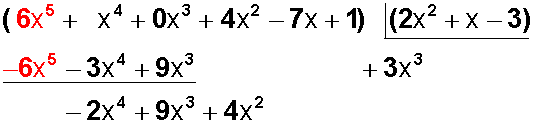 ( 6x⁵ + x⁴ + 0x³ + 4x² − 7x + 1) (2x² + x − 3)
−6x⁵ − 3x⁴ + 9x³ + 3x³
− 2x⁴ + 9x³ + 4x²